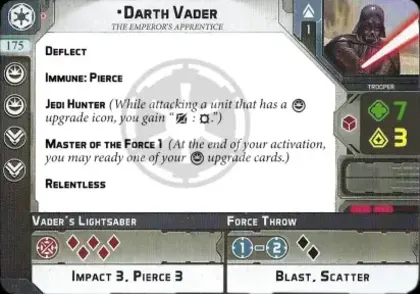 •DARTH VADER
THE EMPEROR'S APPRENTICE
175
1
DEFLECT
IMMUNE: PIERCE
JEDI HUNTER (While attacking a unit that has a
upgrade icon, you gain " : .")
MASTER OF THE FORCE 1 (At the end of your activation,
you may ready one of your upgrade cards.)
RELENTLESS
TROOPER
7
3
VADER'S LIGHTSABER
IMPACT 3, PIERCE 3
FORCE THROW
1 - 2
BLAST, SCATTER